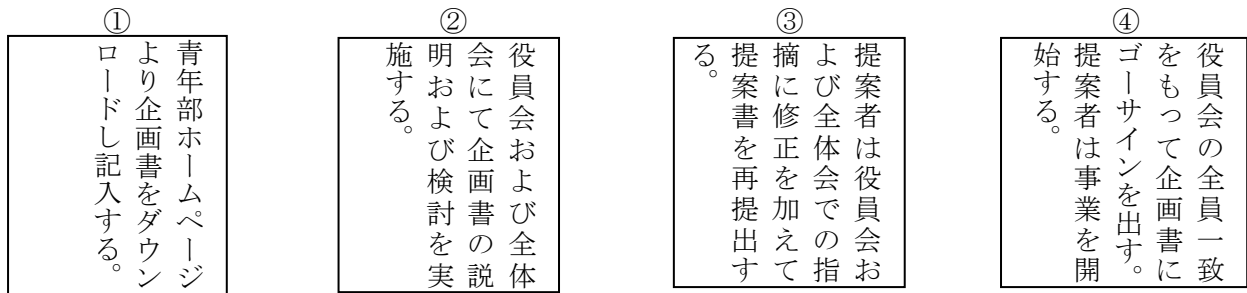 ①
青年部ホームページ
より企画書をダウン
ロードし記入する。
②
役員会および全体
会にて企画書の説
明および検討を実
施する。
③
提案者は役員会お
よび全体会での指
摘に修正を加えて
提案書を再提出す
る。
④
役員会の全員一致
をもって企画書に
ゴーサインを出す。
提案者は事業を開
始する。